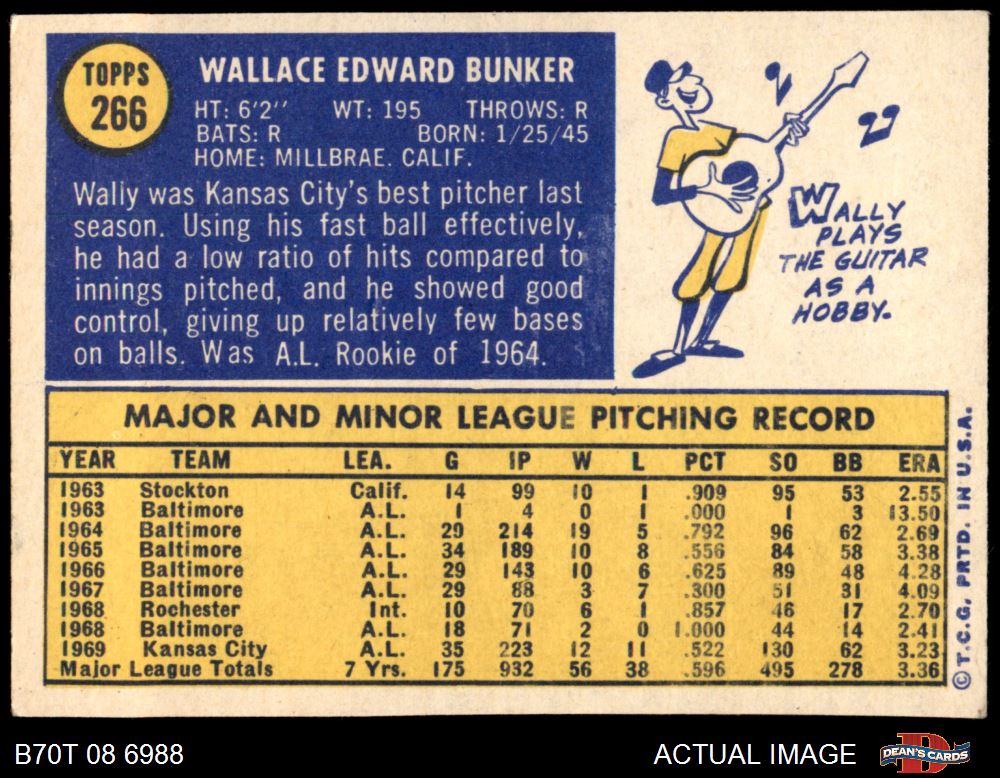 TOPPS
266
WALLACE EDWARD BUNKER
HT: 6'2" WT: 195 THROWS: R
BATS: R BORN: 1/25/45
HOME: MILLBRAE. CALIF.
Wally was Kansas City's best pitcher last
season. Using his fast ball effectively,
he had a low ratio of hits compared to
innings pitched, and he showed good
control, giving up relatively few bases
on balls. Was A.L. Rookie of 1964.
WALLY
PLAYS
THE GUITAR
AS A
HOBBY.
MAJOR AND MINOR LEAGUE PITCHING RECORD
YEAR TEAM LEA. G IP W L PCT SO BB ERA
1963 Stockton Calif. 14 99 10 1 .909 95 53 2.55
1963 Baltimore A.L. 1 4 0 1 .000 1 3 13.50
1964 Baltimore A.L. 29 214 19 5 .792 96 62 2.69
1965 Baltimore A.L. 34 189 10 8 .556 84 58 3.38
1966 Baltimore A.L. 29 143 10 6 .625 89 48 4.28
1967 Baltimore A.L. 29 88 3 7 .300 51 31 4.09
1968 Rochester Int. 10 70 6 1 .857 46 17 2.70
1968 Baltimore A.L. 18 71 2 0 1.000 44 14 2.41
1969 Kansas City A.L. 35 223 12 11 .522 130 62 3.23
Major League Totals 7 Yrs. 175 932 56 38 .596 495 278 3.36
© T.C.G. PRTD. IN U.S.A.
B70T 08 6988
ACTUAL IMAGE
DEAN'S CARDS